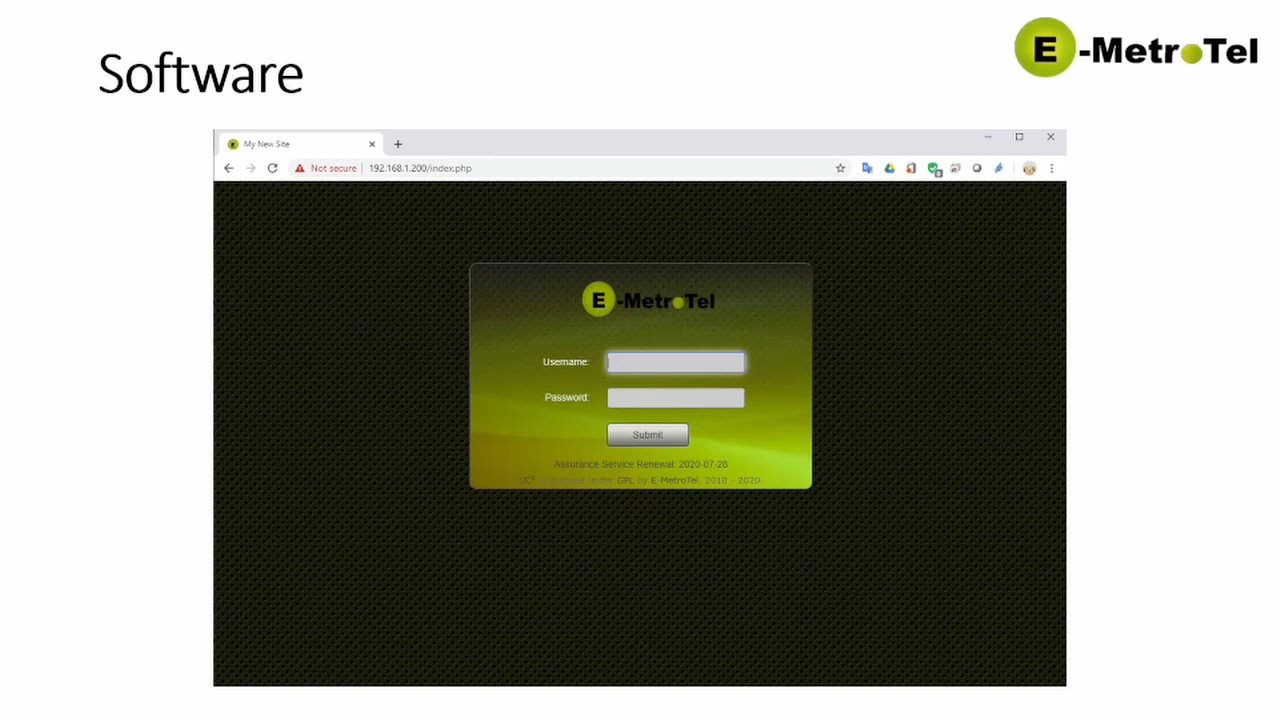 Software
E-MetroTel
My New Site
Not secure
192.168.1.200/index.php
E-MetroTel
Username:
Password:
Submit
Assurance Service Renewal: 2020-07-28
under GPL by E-MetroTel. 2010 - 2020.